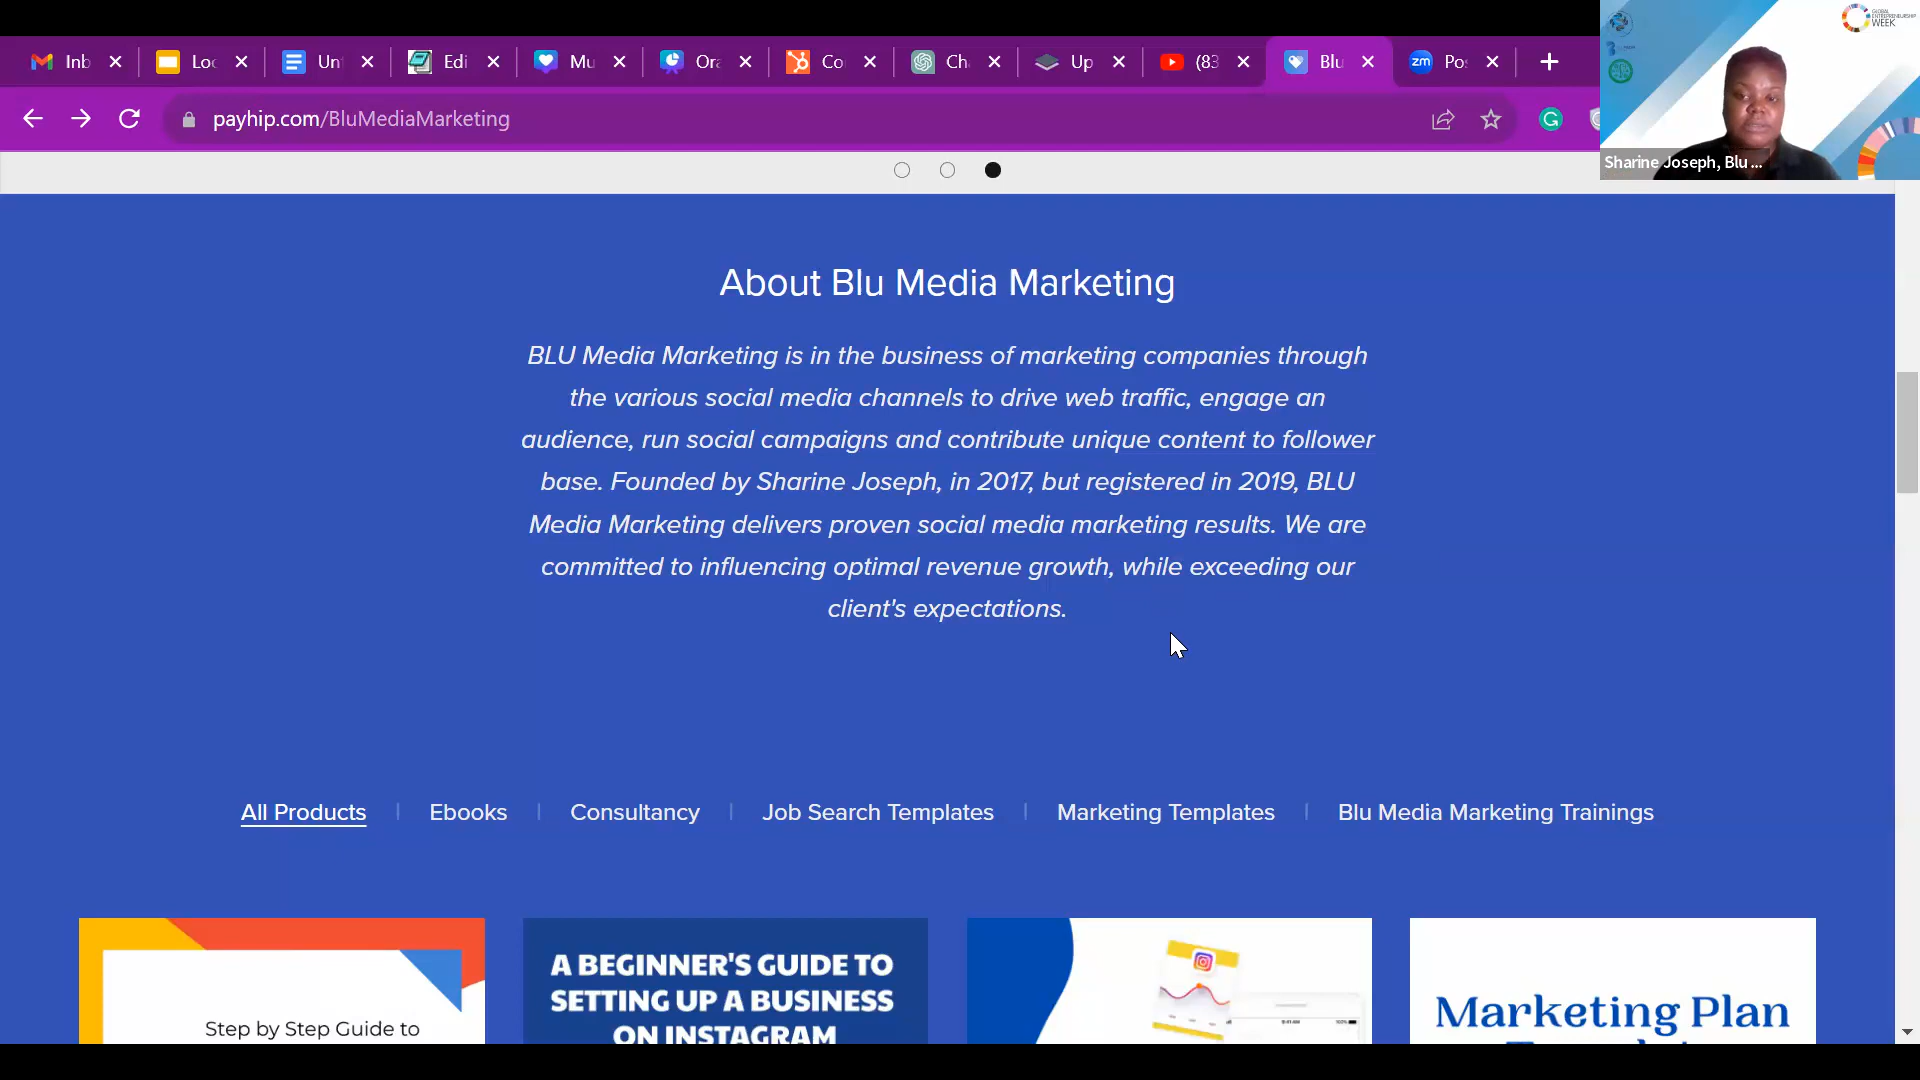 Inb
Loc
Un
Edi
Mu
Ora
Co
Ch
Up
(83
Blu
zm
Po
payhip.com/BluMediaMarketing
GLOBAL
ENTREPRENEURSHIP
WEEK
Sharine Joseph, Blu ...
About Blu Media Marketing
BLU Media Marketing is in the business of marketing companies through
the various social media channels to drive web traffic, engage an
audience, run social campaigns and contribute unique content to follower
base. Founded by Sharine Joseph, in 2017, but registered in 2019, BLU
Media Marketing delivers proven social media marketing results. We are
committed to influencing optimal revenue growth, while exceeding our
client's expectations.
All Products
Ebooks
Consultancy
Job Search Templates
Marketing Templates
Blu Media Marketing Trainings
Step by Step Guide to
A BEGINNER'S GUIDE TO
SETTING UP A BUSINESS
ON INSTAGRAM
Marketing Plan